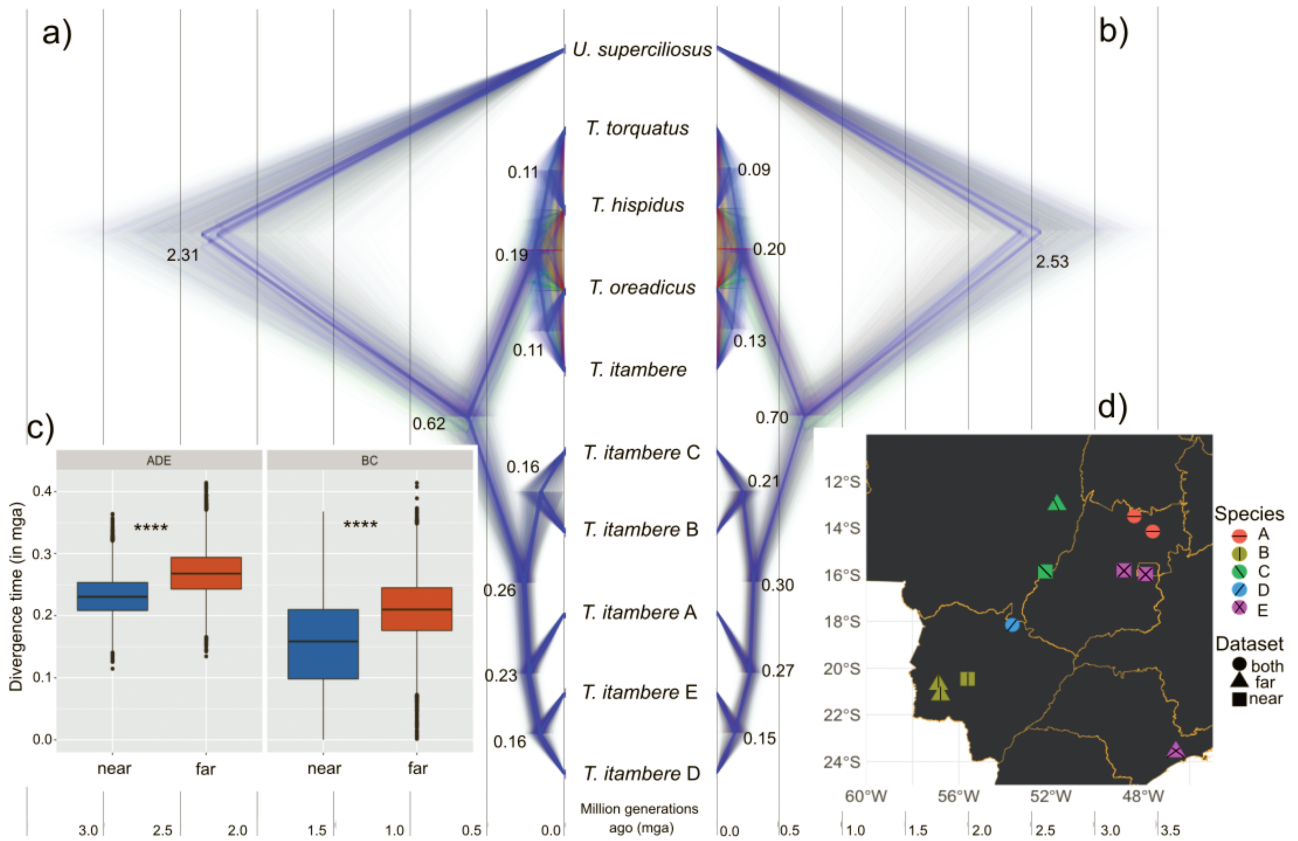 a)
b)
U. superciliosus
T. torquatus
0.11
0.09
T. hispidus
0.19
0.20
2.31
2.53
T. oreadicus
0.11
0.13
T. itambere
0.62
0.70
c)
d)
ADE
BC
Divergence time (in mga)
0.4
0.3
0.2
0.1
0.0
****
****
near
far
near
far
T. itambere C
0.16
0.21
T. itambere B
0.26
0.30
T. itambere A
0.23
0.27
T. itambere E
0.16
0.15
T. itambere D
12°S
14°S
16°S
18°S
20°S
22°S
24°S
60°W
56°W
52°W
48°W
Species
A
B
C
D
E
Dataset
both
far
near
Million generations
ago (mga)
3.0
2.5
2.0
1.5
1.0
0.5
0.0
0.0
0.5
1.0
1.5
2.0
2.5
3.0
3.5